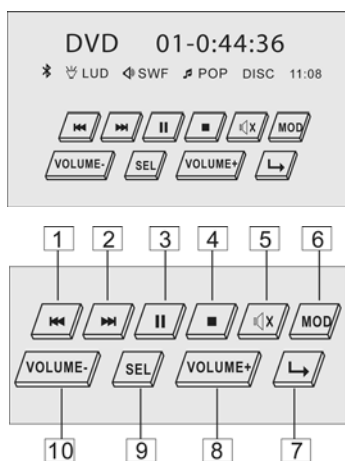 DVD 01-0:44:36
LUD SWF POP DISC 11:08
MOD
VOLUME- SEL VOLUME+
1 2 3 4 5 6
MOD
VOLUME- SEL VOLUME+
10 9 8 7